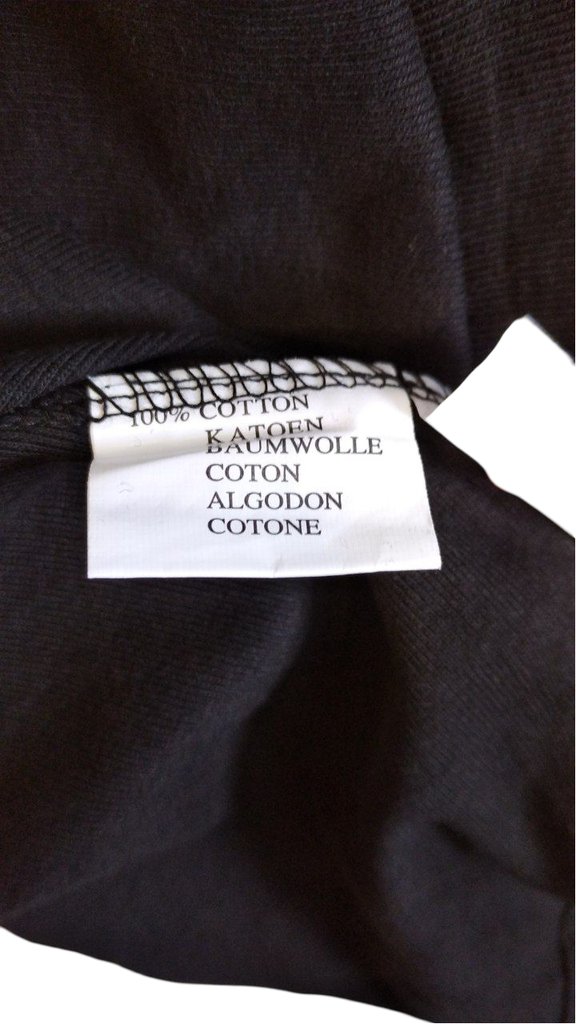 100% COTTON
KATOEN
BAUMWOLLE
COTON
ALGODON
COTONE